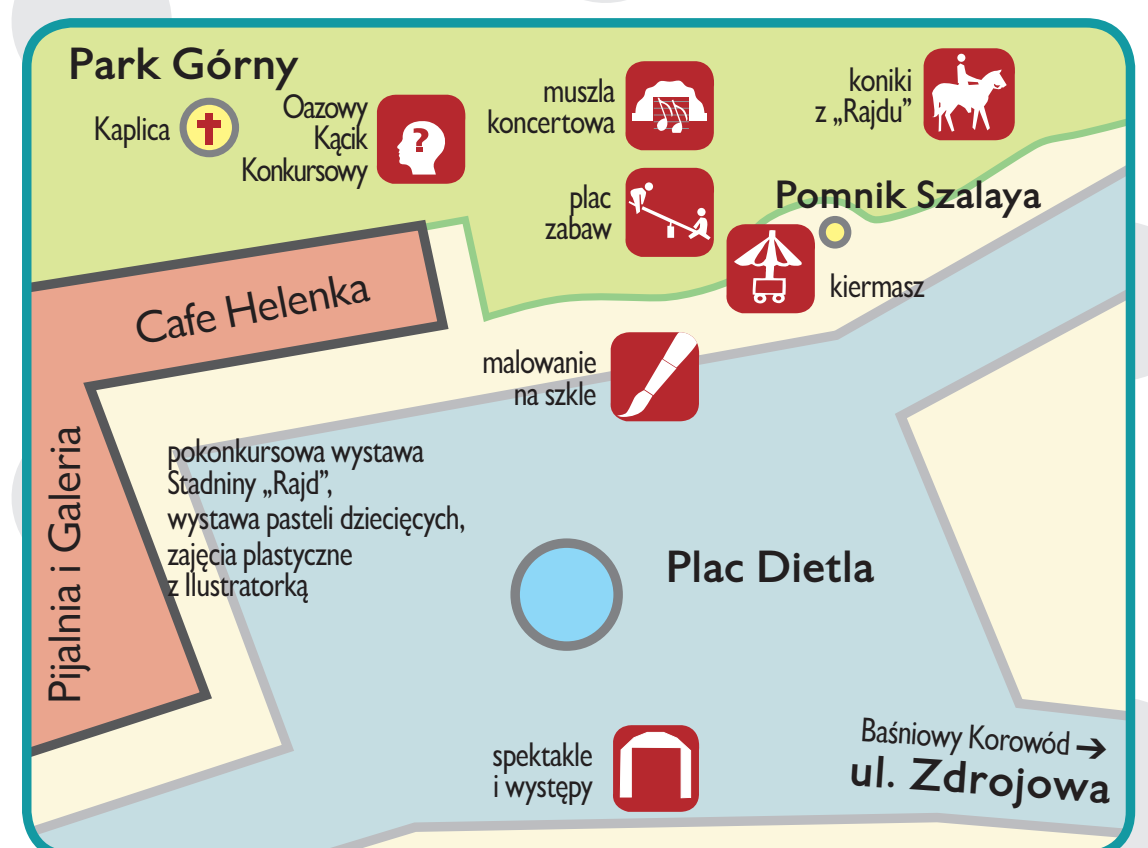 Park Górny
Kaplica
Oazowy
Kącik
Konkursowy
?
muszla
koncertowa
koniki
z „Rajdu”
plac
zabaw
Pomnik Szalaya
kiermasz
Cafe Helenka
malowanie
na szkle
Pijalnia i Galeria
pokonkursowa wystawa
Stadniny „Rajd”,
wystawa pasteli dziecięcych,
zajęcia plastyczne
z Ilustratorką
Plac Dietla
spektakle
i występy
Baśniowy Korowód ➔
ul. Zdrojowa